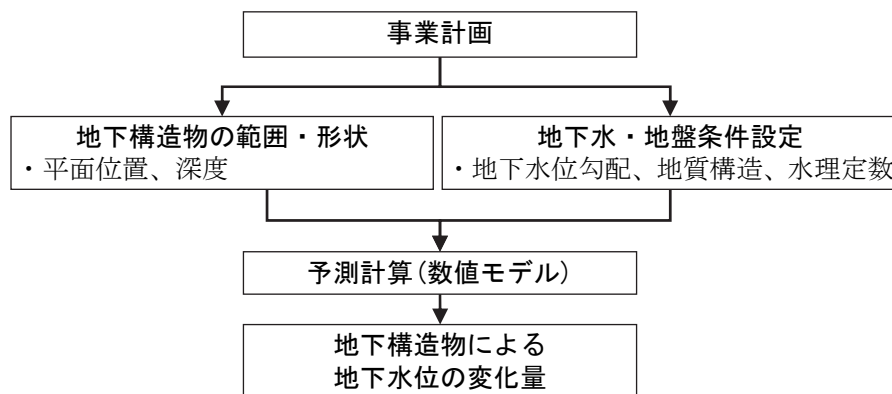 事業計画
地下構造物の範囲・形状
・平面位置、深度
地下水・地盤条件設定
・地下水位勾配、地質構造、水理定数
予測計算(数値モデル)
地下構造物による
地下水位の変化量